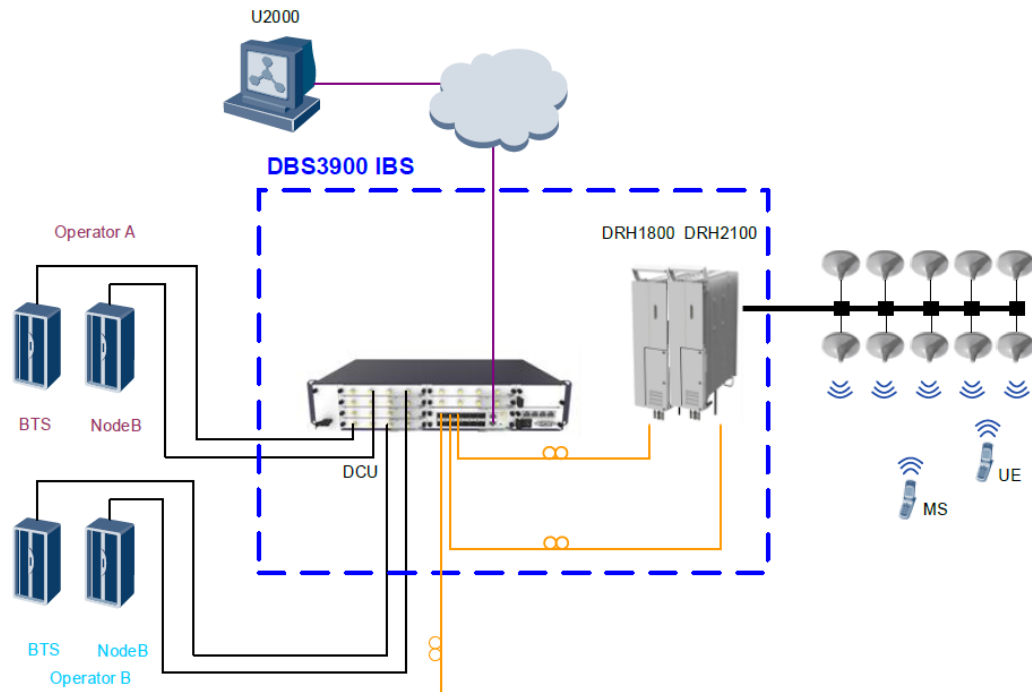 U2000
DBS3900 IBS
Operator A
DRH1800 DRH2100
BTS
NodeB
DCU
UE
MS
BTS
NodeB
Operator B